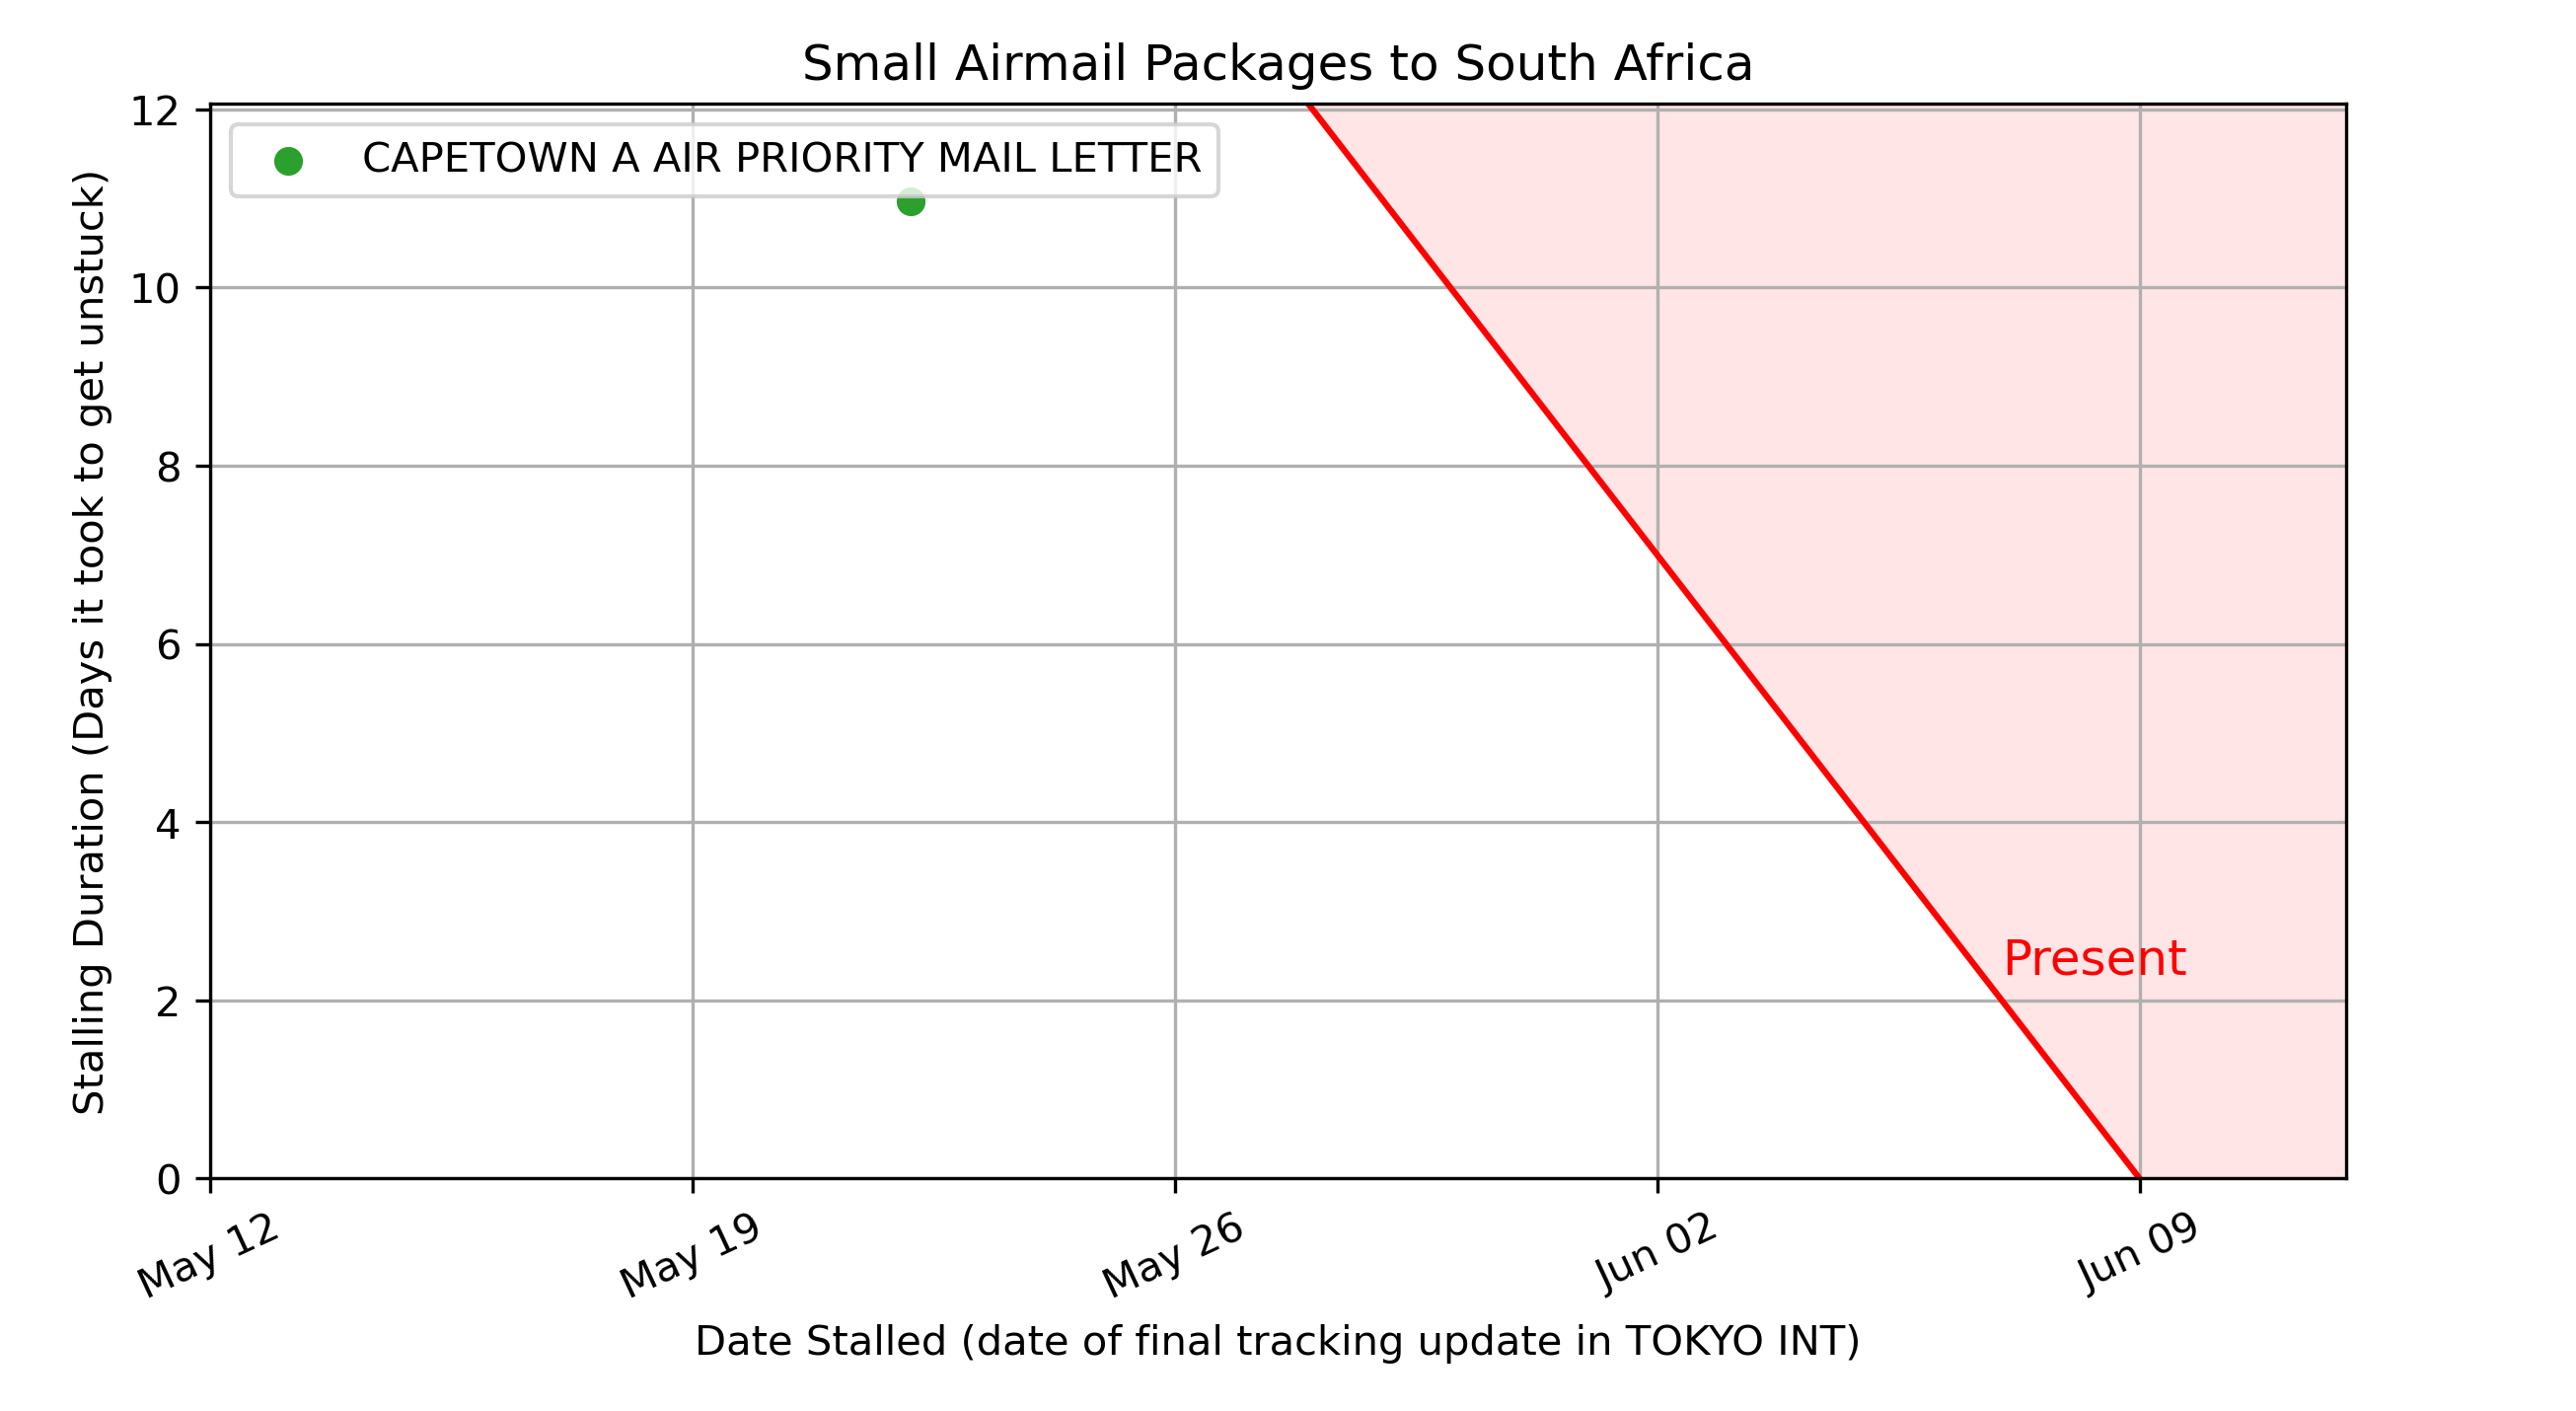 Small Airmail Packages to South Africa
CAPETOWN A AIR PRIORITY MAIL LETTER
Stalling Duration (Days it took to get unstuck)
12
10
8
6
4
2
0
Present
May 12
May 19
May 26
Jun 02
Jun 09
Date Stalled (date of final tracking update in TOKYO INT)